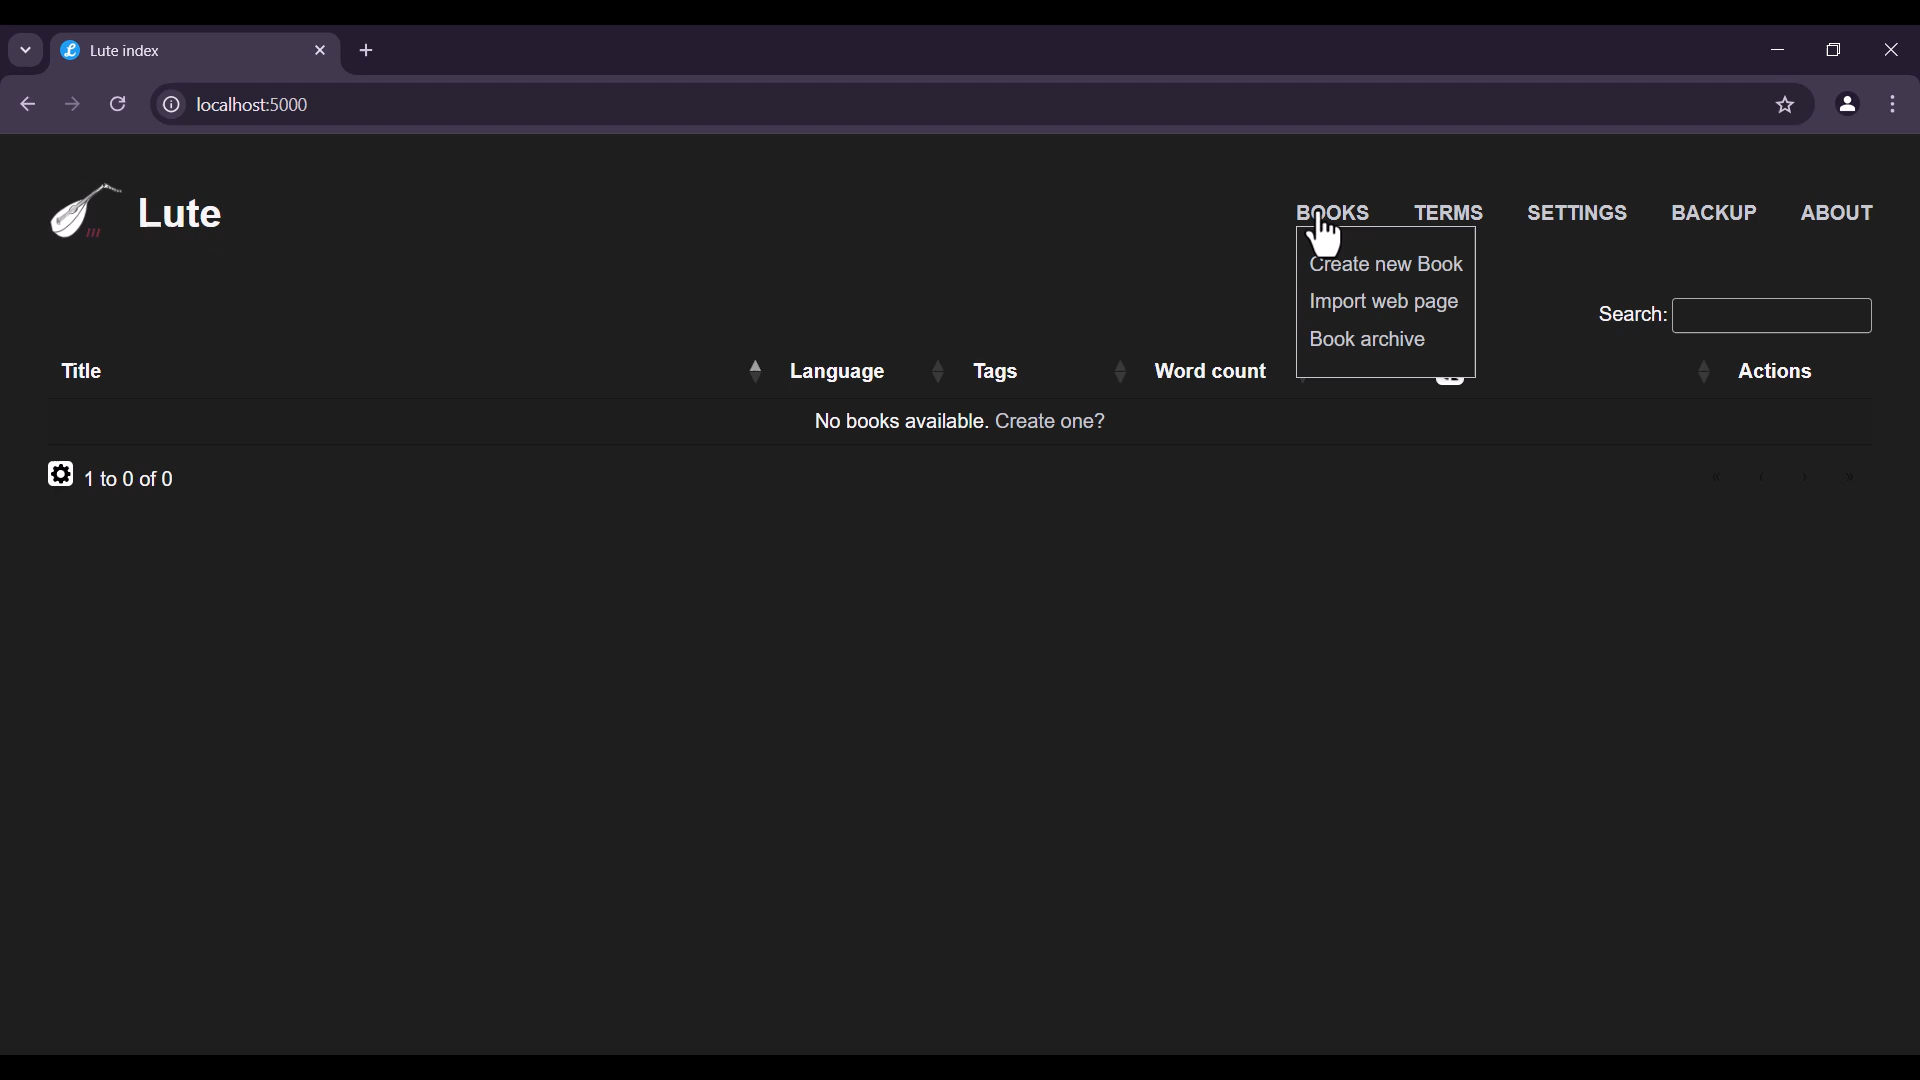 Lute index
localhost:5000
Lute
BOOKS TERMS SETTINGS BACKUP ABOUT
Create new Book
Import web page
Book archive
Search:
Title Language Tags Word count Actions
No books available. Create one?
1 to 0 of 0
« ‹ › »